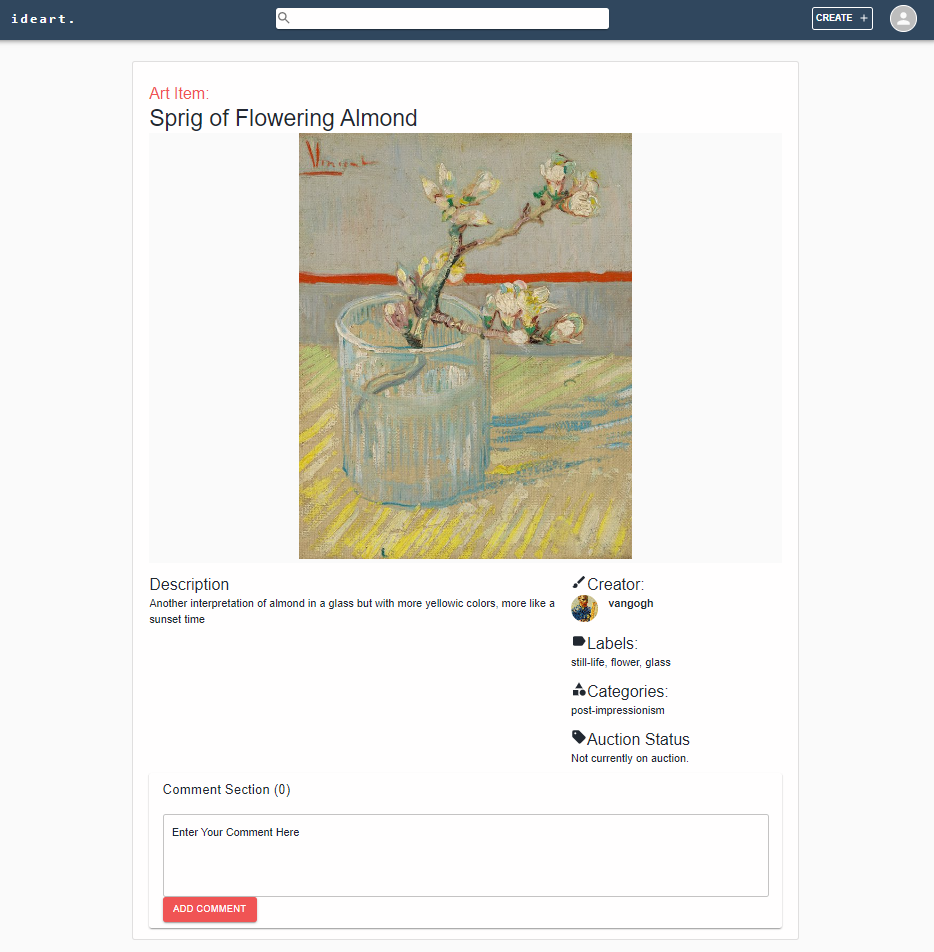 ideart.
CREATE +
Art Item:
Sprig of Flowering Almond
Vincent
Description
Another interpretation of almond in a glass but with more yellowic colors, more like a
sunset time
Creator:
vangogh
Labels:
still-life, flower, glass
Categories:
post-impressionism
Auction Status
Not currently on auction.
Comment Section (0)
Enter Your Comment Here
ADD COMMENT